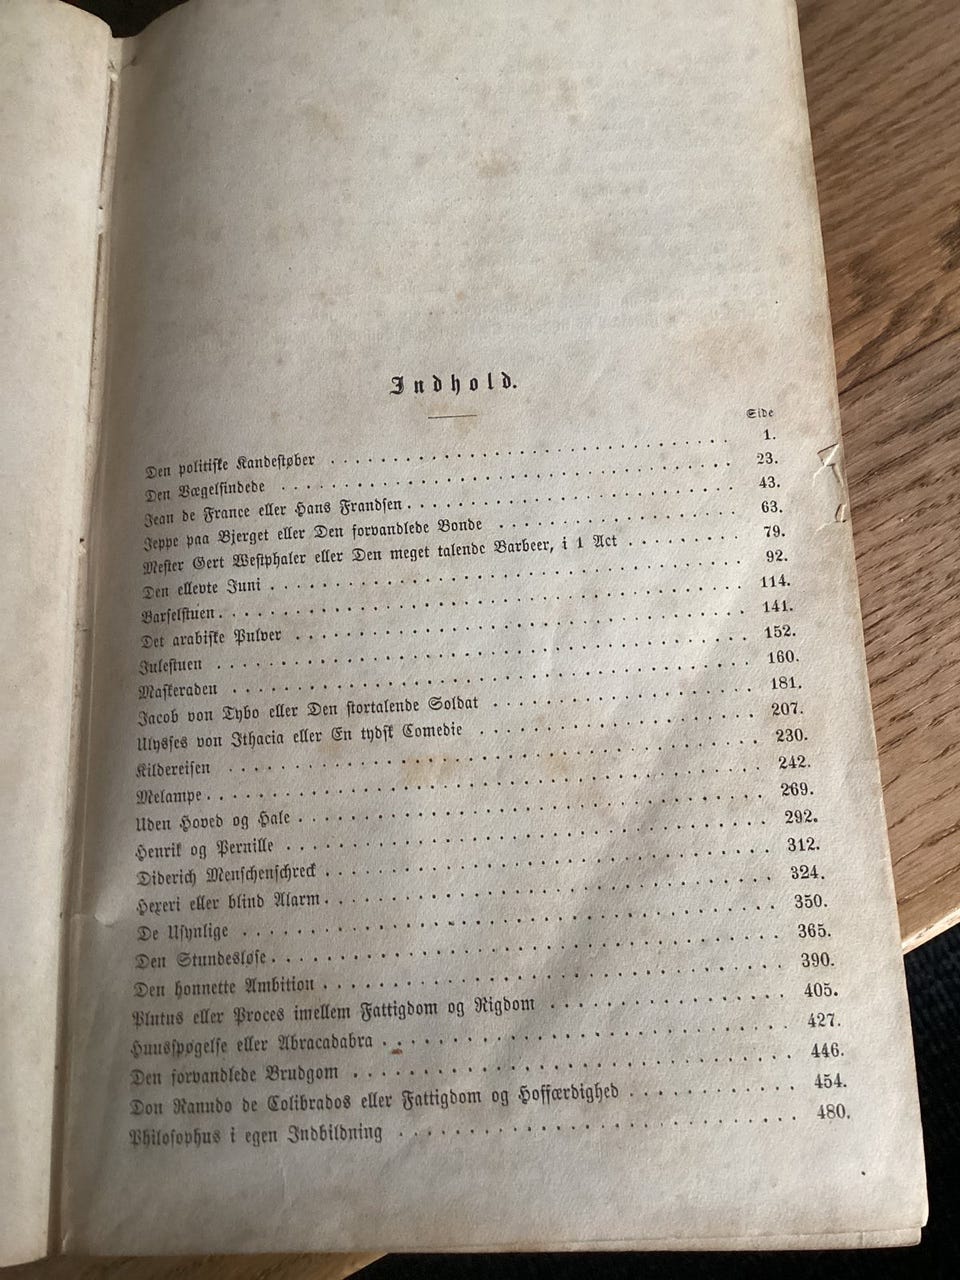 Indhold.
Side
Den politiske Kandestøber . . . . . . . . . . 1.
Den Vægelsindede . . . . . . . . . . 23.
Jean de France eller Hans Frandsen . . . . . . . . . . 43.
Jeppe paa Bjerget eller Den forvandlede Bonde . . . . . . . . . . 63.
Mester Gert Westphaler eller Den meget talende Barbeer, i 1 Act . . . . . . . . . . 79.
Den ellevte Juni . . . . . . . . . . 92.
Barselstuen . . . . . . . . . . 114.
Det arabiske Pulver . . . . . . . . . . 141.
Julestuen . . . . . . . . . . 152.
Maskeraden . . . . . . . . . . 160.
Jacob von Tybo eller Den stortalende Soldat . . . . . . . . . . 181.
Ulysses von Ithacia eller En tydsk Comedie . . . . . . . . . . 207.
Kildereisen . . . . . . . . . . 230.
Melampe . . . . . . . . . . 242.
Uden Hoved og Hale . . . . . . . . . . 269.
Henrik og Pernille . . . . . . . . . . 292.
Diderich Menschenschreck . . . . . . . . . . 312.
Hexeri eller blind Alarm . . . . . . . . . . 324.
De Usynlige . . . . . . . . . . 350.
Den Stundesløse . . . . . . . . . . 365.
Den honnette Ambition . . . . . . . . . . 390.
Plutus eller Proces imellem Fattigdom og Rigdom . . . . . . . . . . 405.
Huusspøgelse eller Abracadabra . . . . . . . . . . 427.
Den forvandlede Brudgom . . . . . . . . . . 446.
Don Ranudo de Colibrados eller Fattigdom og Hoffærdighed . . . . . . . . . . 454.
Philosophus i egen Indbildning . . . . . . . . . . 480.